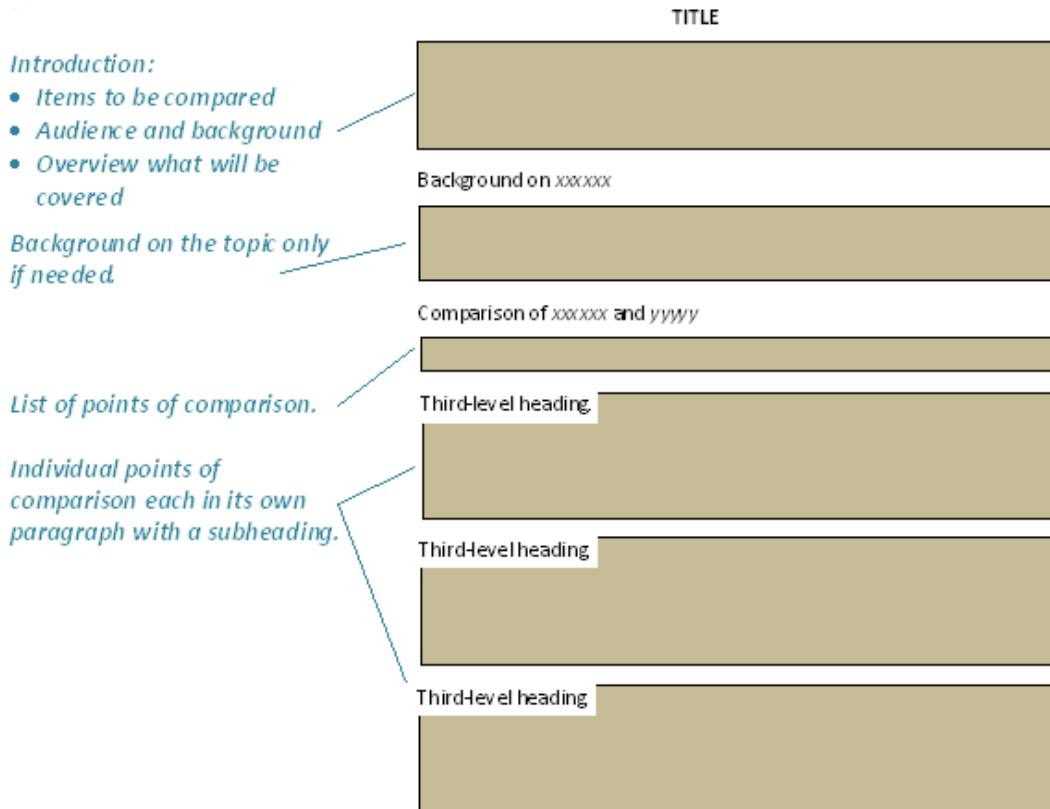 TITLE
Introduction:
• Items to be compared
• Audience and background
• Overview what will be
covered
Background on xxxxxx
Background on the topic only
if needed.
Comparison of xxxxxx and yyyyy
List of points of comparison.
Third-level heading.
Individual points of
comparison each in its own
paragraph with a subheading.
Third-level heading
Third-level heading